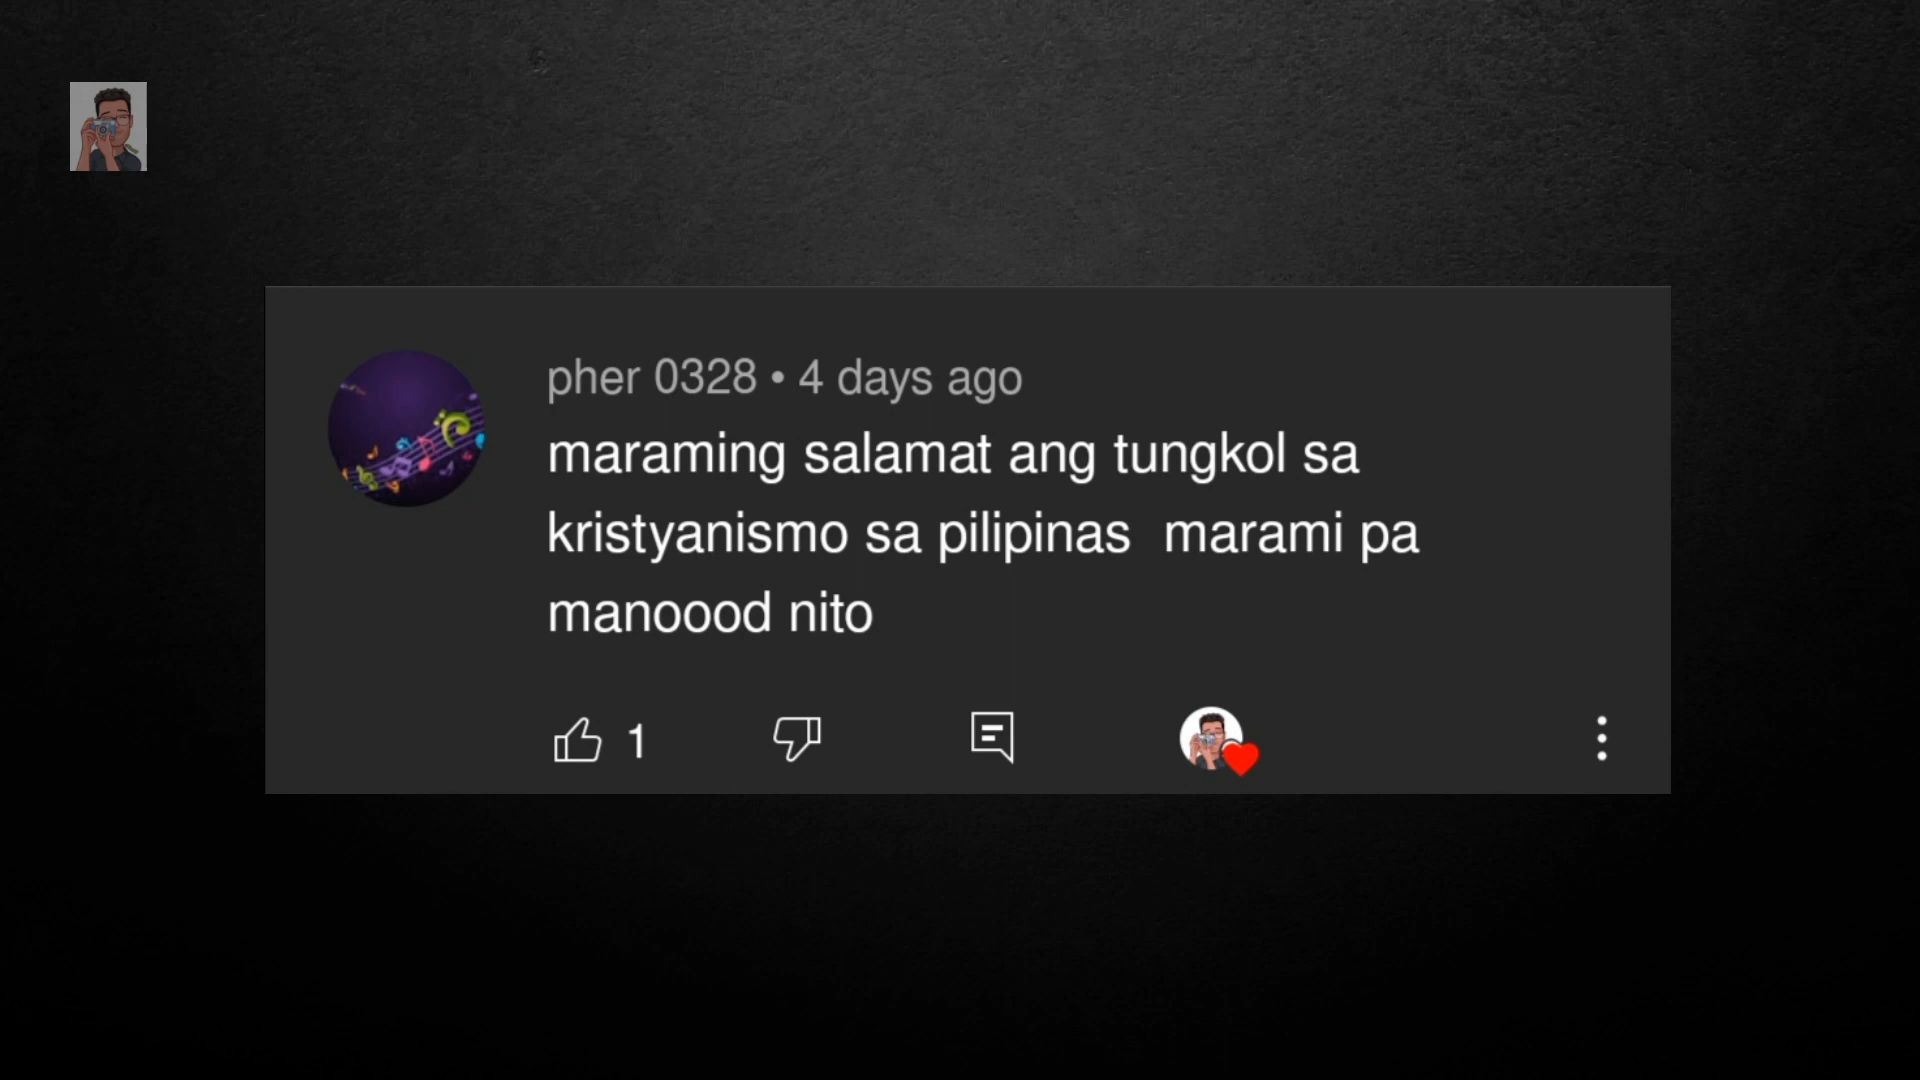 pher 0328 • 4 days ago
maraming salamat ang tungkol sa
kristyanismo sa pilipinas  marami pa
manoood nito
1